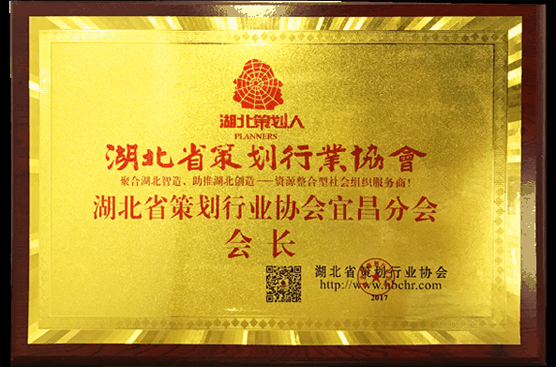 湖北策划人
PLANNERS
湖北省策划行業協會
聚合湖北智造、助推湖北创造——资源整合型社会组织服务商！
湖北省策划行业协会宜昌分会
会长
湖北省策划行业协会
http://www.hbchr.com
2017